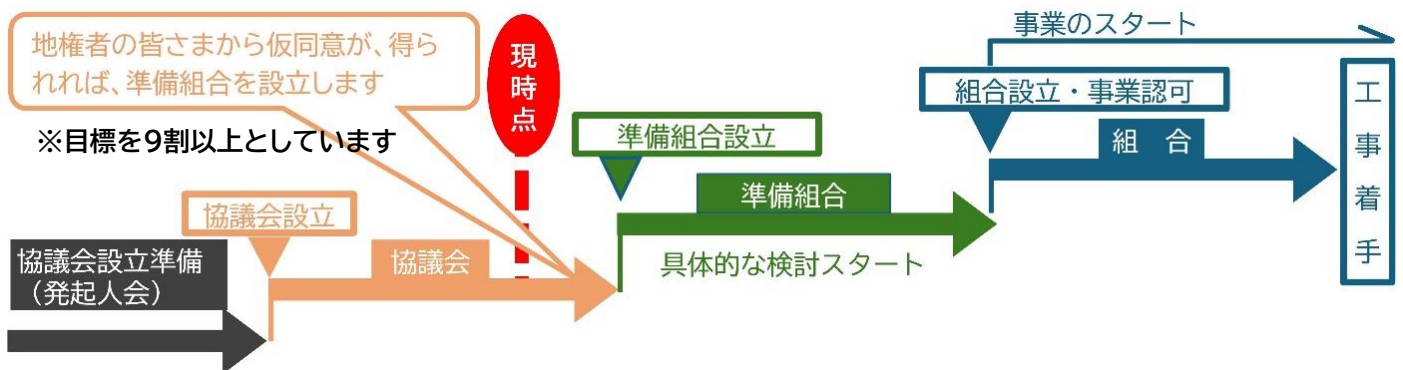 地権者の皆さまから仮同意が、得ら
れれば、準備組合を設立します
※目標を9割以上としています
現時点
事業のスタート
組合設立・事業認可
工事着手
準備組合設立
組 合
準備組合
協議会設立
協議会
具体的な検討スタート
協議会設立準備
（発起人会）